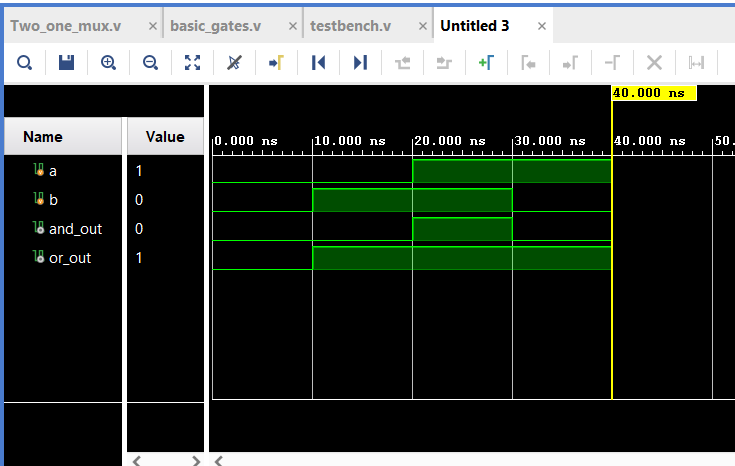 Two_one_mux.v × basic_gates.v × testbench.v × Untitled 3 ×
40.000 ns
Name Value 0.000 ns 10.000 ns 20.000 ns 30.000 ns 40.000 ns 50.
a 1
b 0
and_out 0
or_out 1